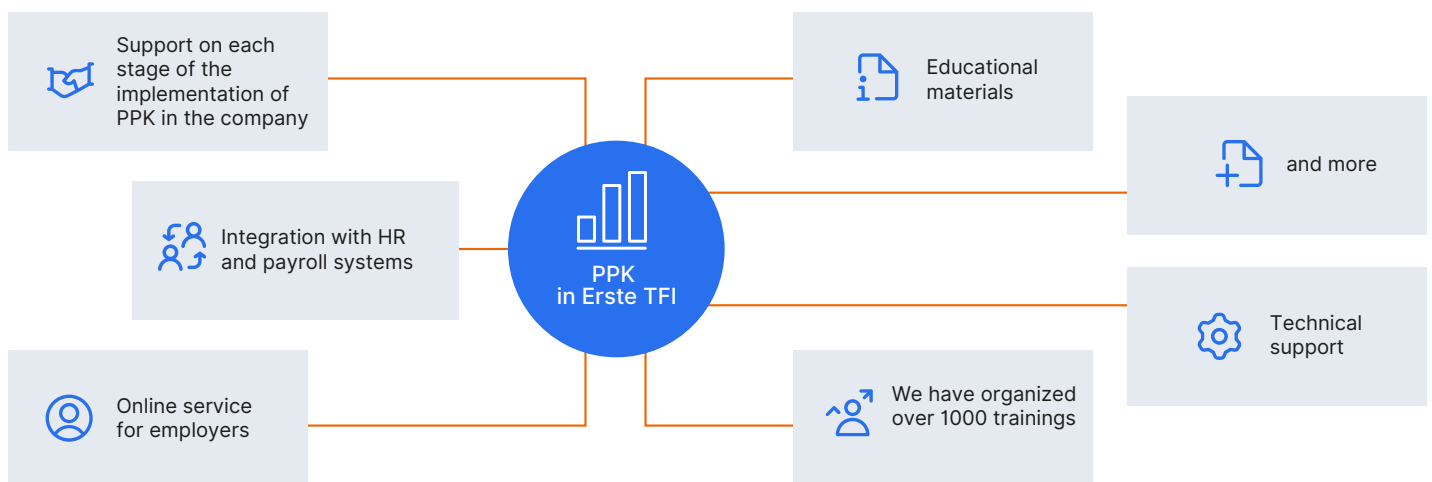 Support on each
stage of the
implementation of
PPK in the company
Educational
materials
and more
Integration with HR
and payroll systems
PPK
in Erste TFI
Technical
support
Online service
for employers
We have organized
over 1000 trainings